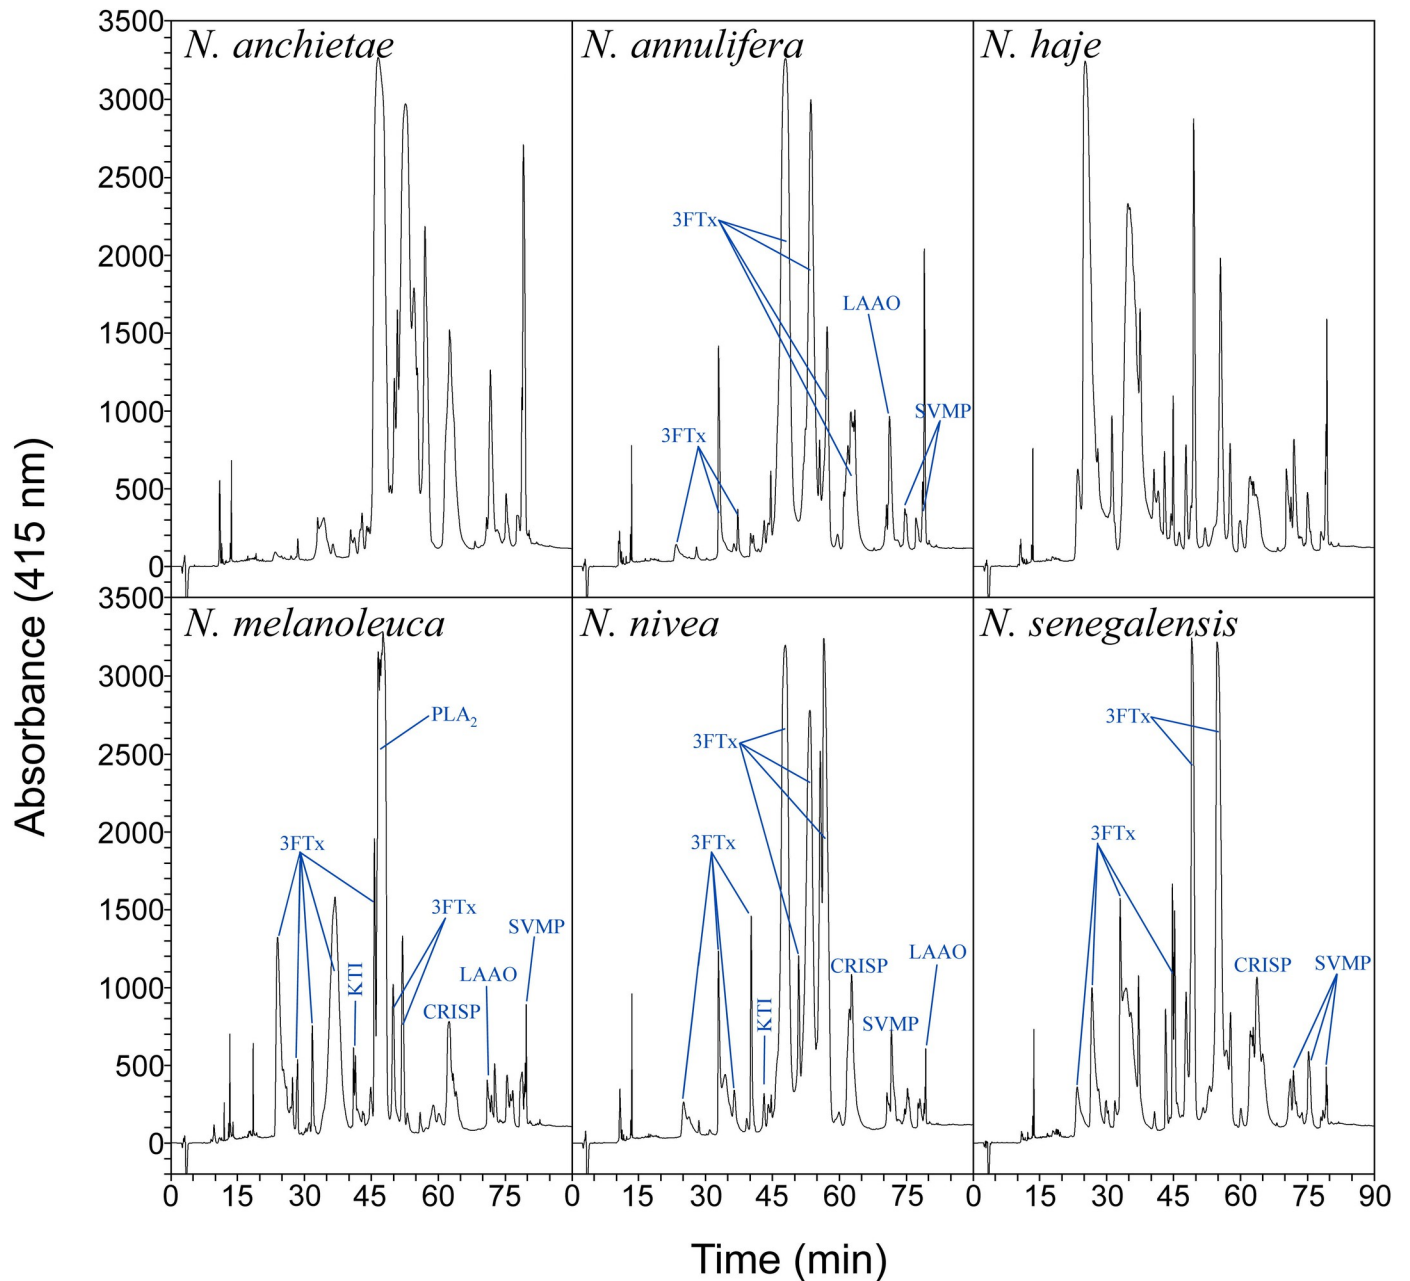 Absorbance (415 nm)
3500
3000
2500
2000
1500
1000
500
0
N. anchietae
N. annulifera
3FTx
LAAO
SVMP
3FTx
N. haje
3500
3000
2500
2000
1500
1000
500
0
N. melanoleuca
PLA2
3FTx
3FTx
SVMP
KTI
LAAO
CRISP
N. nivea
3FTx
3FTx
LAAO
CRISP
KTI
SVMP
N. senegalensis
3FTx
3FTx
CRISP
SVMP
0 15 30 45 60 75 0 15 30 45 60 75 0 15 30 45 60 75 90
Time (min)